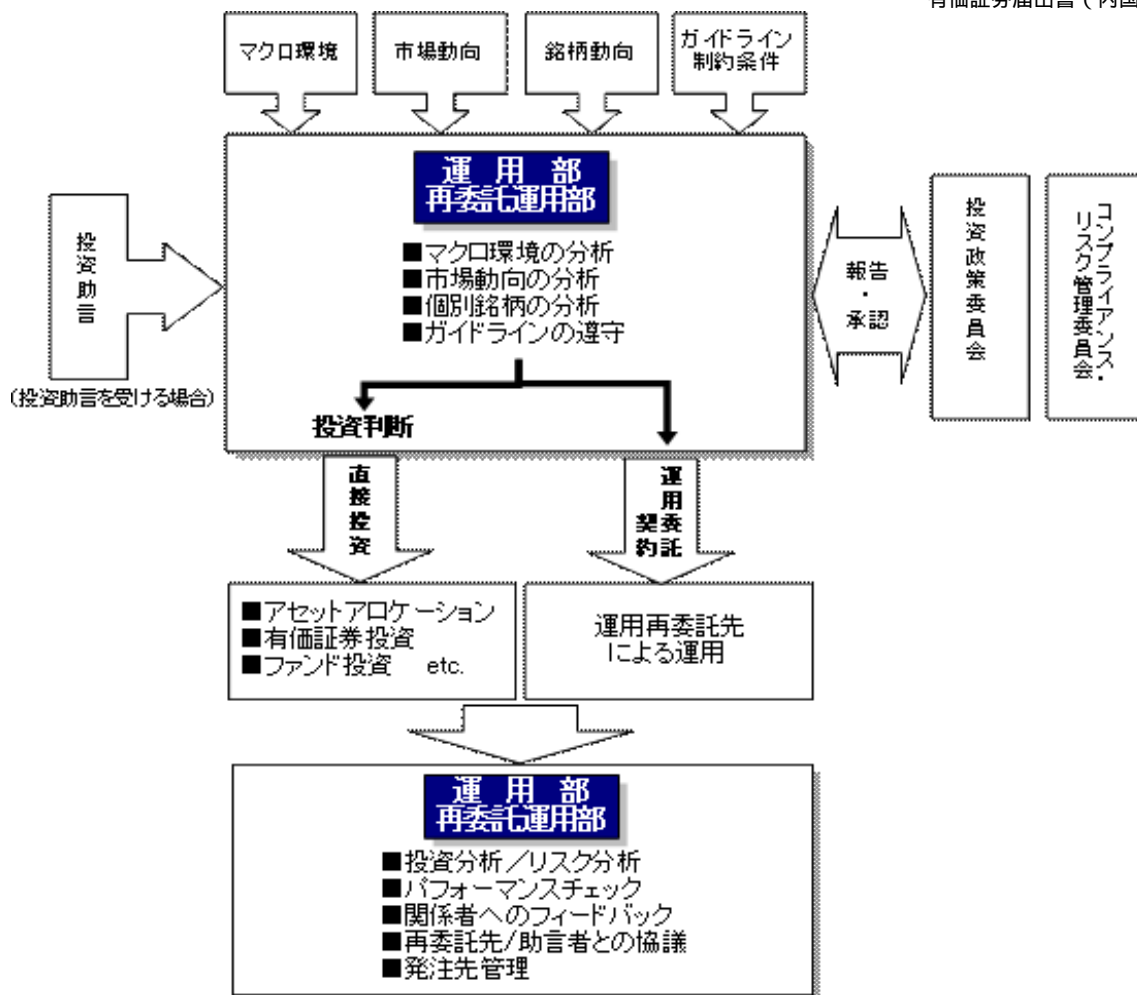 有価証券届出書(内国
マクロ環境
市場動向
銘柄動向
ガイドライン
制約条件
運 用 部
再委託運用部
■マクロ環境の分析
■市場動向の分析
■個別銘柄の分析
■ガイドラインの遵守
投資助言
(投資助言を受ける場合)
報告
・
承認
投資政策委員会
コンプライアンス・
リスク管理委員会
投資判断
直接投資
運用委託
契約
■アセットアロケーション
■有価証券投資
■ファンド投資 etc.
運用再委託先
による運用
運 用 部
再委託運用部
■投資分析/リスク分析
■パフォーマンスチェック
■関係者へのフィードバック
■再委託先/助言者との協議
■発注先管理